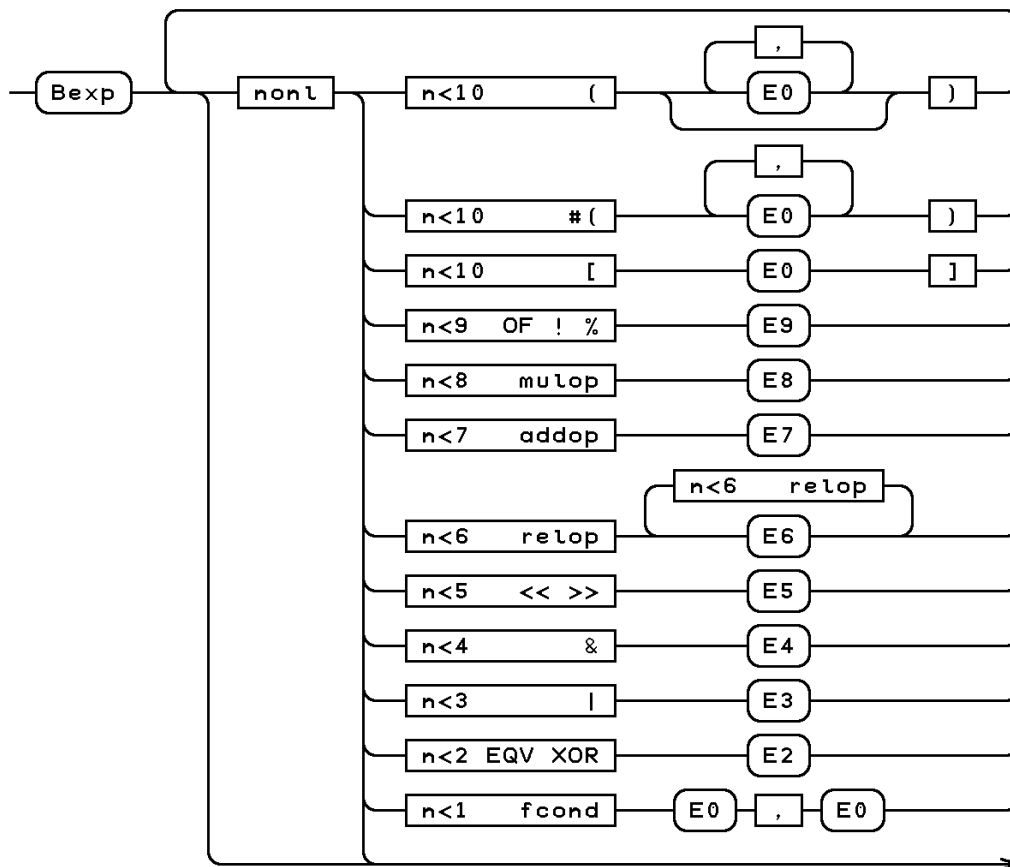 ,
Bexp nonl n<10 ( E0 )
,
n<10 #( E0 )
n<10 [ E0 ]
n<9 OF ! % E9
n<8 mulop E8
n<7 addop E7
n<6 relop
n<6 relop E6
n<5 << >> E5
n<4 & E4
n<3 | E3
n<2 EQV XOR E2
n<1 fcond E0 , E0